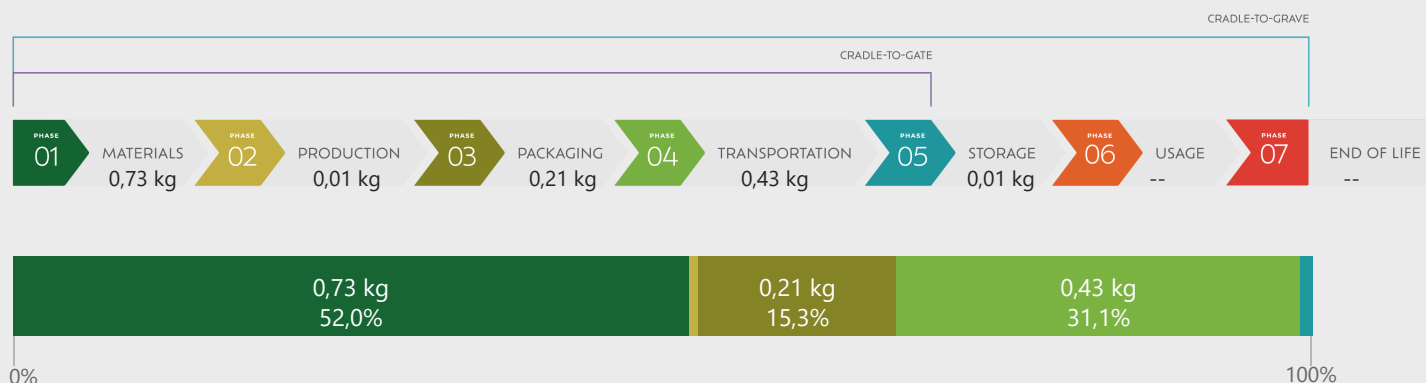 CRADLE-TO-GRAVE
CRADLE-TO-GATE
PHASE
01
MATERIALS
0,73 kg
PHASE
02
PRODUCTION
0,01 kg
PHASE
03
PACKAGING
0,21 kg
PHASE
04
TRANSPORTATION
0,43 kg
PHASE
05
STORAGE
0,01 kg
PHASE
06
USAGE
--
PHASE
07
END OF LIFE
--
0,73 kg
52,0%
0,21 kg
15,3%
0,43 kg
31,1%
0%
100%